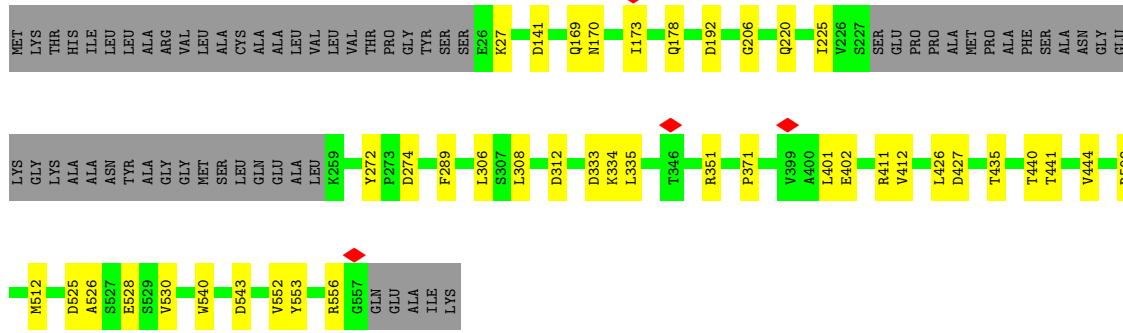 MET LYS THR HIS ILE LEU LEU ALA ARG VAL LEU ALA CYS ALA ALA LEU VAL LEU VAL THR PRO GLY TYR SER SER E26 K27 D141 Q169 N170 I173 Q178 D192 G206 Q220 I225 V226 S227 SER GLU PRO PRO ALA MET PRO ALA PHE SER ALA ASN GLY GLU
LYS GLY LYS ALA ALA ASN TYR ALA GLY GLY MET SER LEU GLN GLU ALA LEU K259 Y272 P273 D274 F289 L306 S307 L308 D312 D333 K334 L335 T346 R351 P371 V399 A400 L401 E402 R411 V412 L426 D427 T435 T440 T441 V444
M512 D525 A526 S527 E528 S529 V530 W540 D543 V552 Y553 R556 G557 GLN GLU ALA ILE LYS